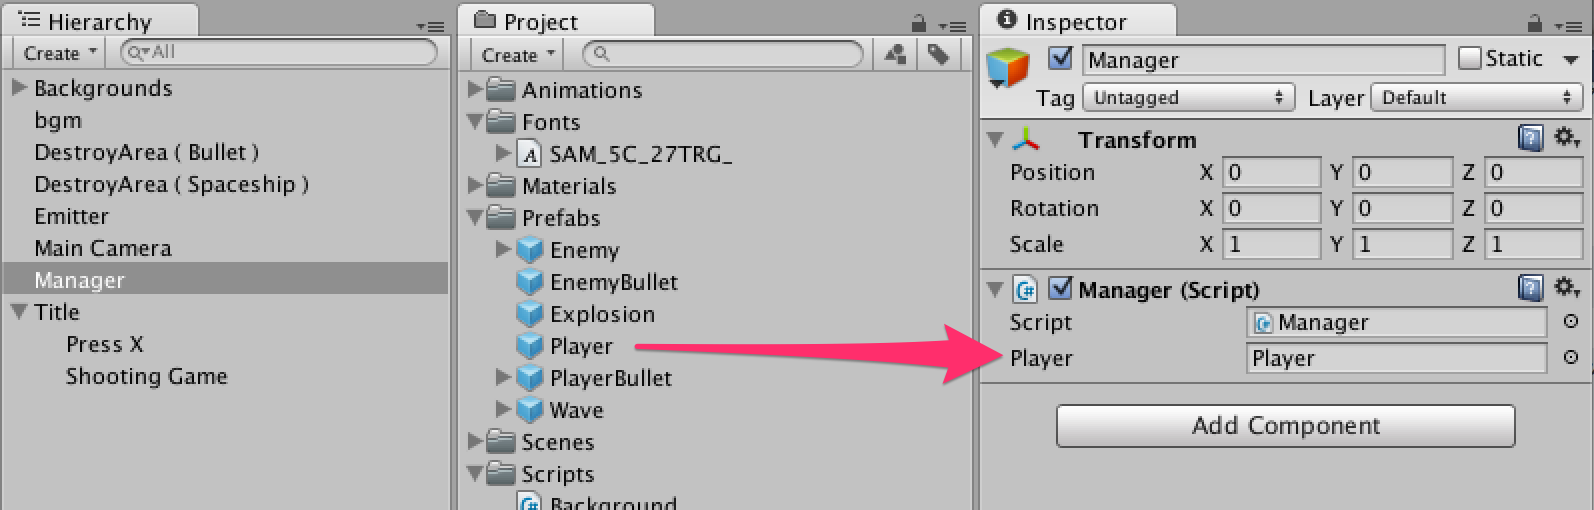 Hierarchy
Create
All
Backgrounds
bgm
DestroyArea ( Bullet )
DestroyArea ( Spaceship )
Emitter
Main Camera
Manager
Title
Press X
Shooting Game
Project
Create
Animations
Fonts
SAM_5C_27TRG_
Materials
Prefabs
Enemy
EnemyBullet
Explosion
Player
PlayerBullet
Wave
Scenes
Scripts
Background
Inspector
Manager
Static
Tag Untagged Layer Default
Transform
Position X 0 Y 0 Z 0
Rotation X 0 Y 0 Z 0
Scale X 1 Y 1 Z 1
Manager (Script)
Script Manager
Player Player
Add Component